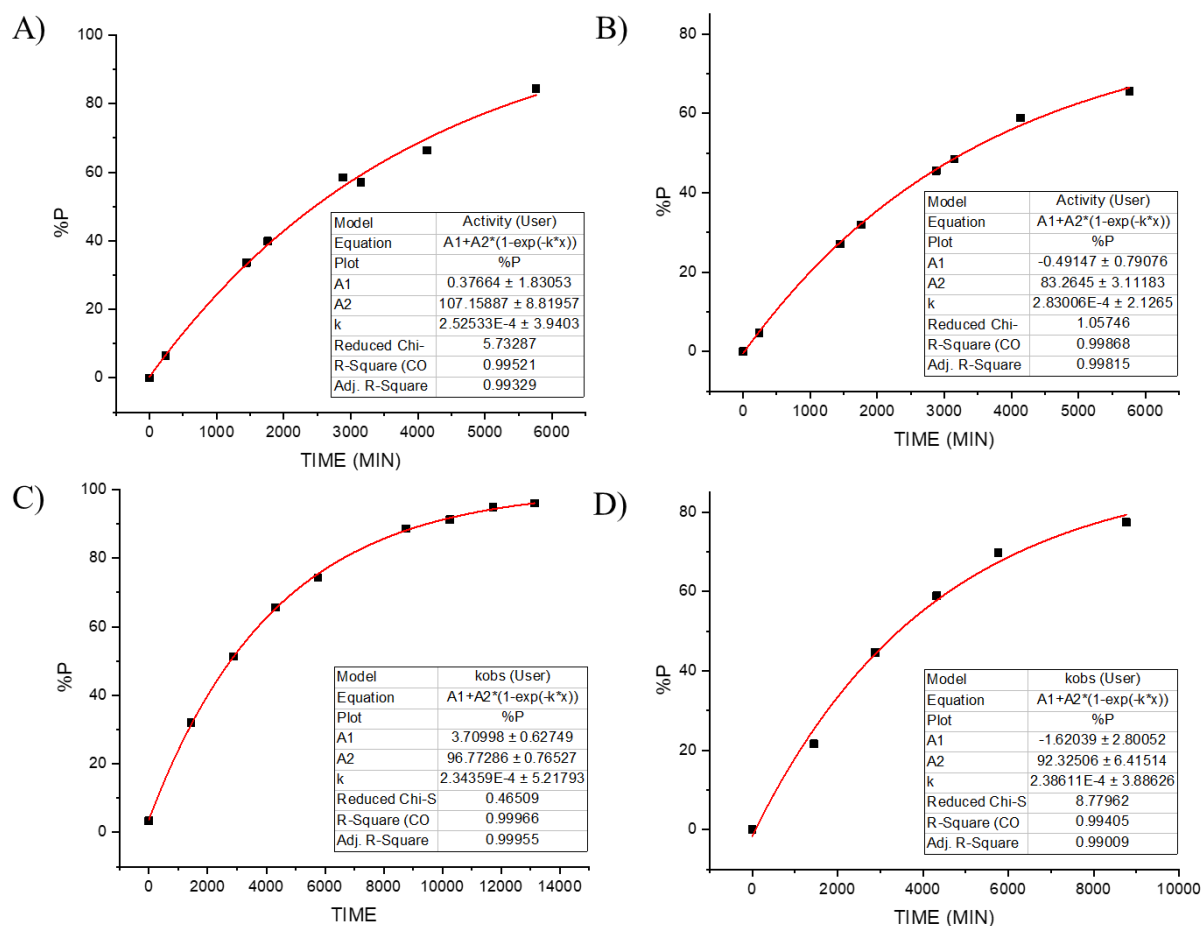 A)
100
80
60
40
20
0
%P
0 1000 2000 3000 4000 5000 6000
TIME (MIN)
Model Activity (User)
Equation A1+A2*(1-exp(-k*x))
Plot %P
A1 0.37664 ± 1.83053
A2 107.15887 ± 8.81957
k 2.52533E-4 ± 3.9403
Reduced Chi- 5.73287
R-Square (CO 0.99521
Adj. R-Square 0.99329
B)
80
60
40
20
0
%P
0 1000 2000 3000 4000 5000 6000
TIME (MIN)
Model Activity (User)
Equation A1+A2*(1-exp(-k*x))
Plot %P
A1 -0.49147 ± 0.79076
A2 83.2645 ± 3.11183
k 2.83006E-4 ± 2.1265
Reduced Chi- 1.05746
R-Square (CO 0.99868
Adj. R-Square 0.99815
C)
100
80
60
40
20
0
%P
0 2000 4000 6000 8000 10000 12000 14000
TIME
Model kobs (User)
Equation A1+A2*(1-exp(-k*x))
Plot %P
A1 3.70998 ± 0.62749
A2 96.77286 ± 0.76527
k 2.34359E-4 ± 5.21793
Reduced Chi-S 0.46509
R-Square (CO 0.99966
Adj. R-Square 0.99955
D)
80
60
40
20
0
%P
0 2000 4000 6000 8000 10000
TIME (MIN)
Model kobs (User)
Equation A1+A2*(1-exp(-k*x))
Plot %P
A1 -1.62039 ± 2.80052
A2 92.32506 ± 6.41514
k 2.38611E-4 ± 3.88626
Reduced Chi-S 8.77962
R-Square (CO 0.99405
Adj. R-Square 0.99009